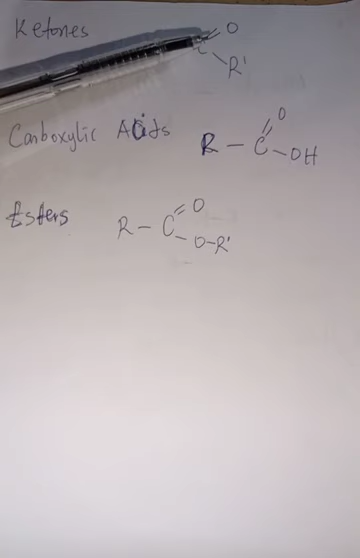 Ketones
O
R'
Carboxylic Acids
O
R - C - OH
Esters
O
R - C
O-R'